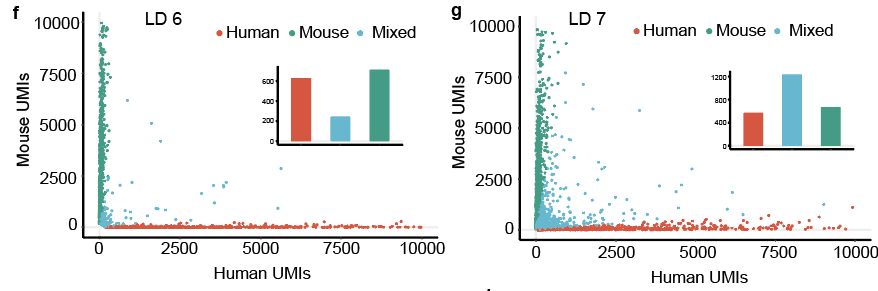 f
LD 6
Human Mouse Mixed
Mouse UMIs
10000
7500
5000
2500
0
600
400
200
0
0 2500 5000 7500 10000
Human UMIs
g
LD 7
Human Mouse Mixed
Mouse UMIs
10000
7500
5000
2500
0
1200
800
400
0
0 2500 5000 7500 10000
Human UMIs